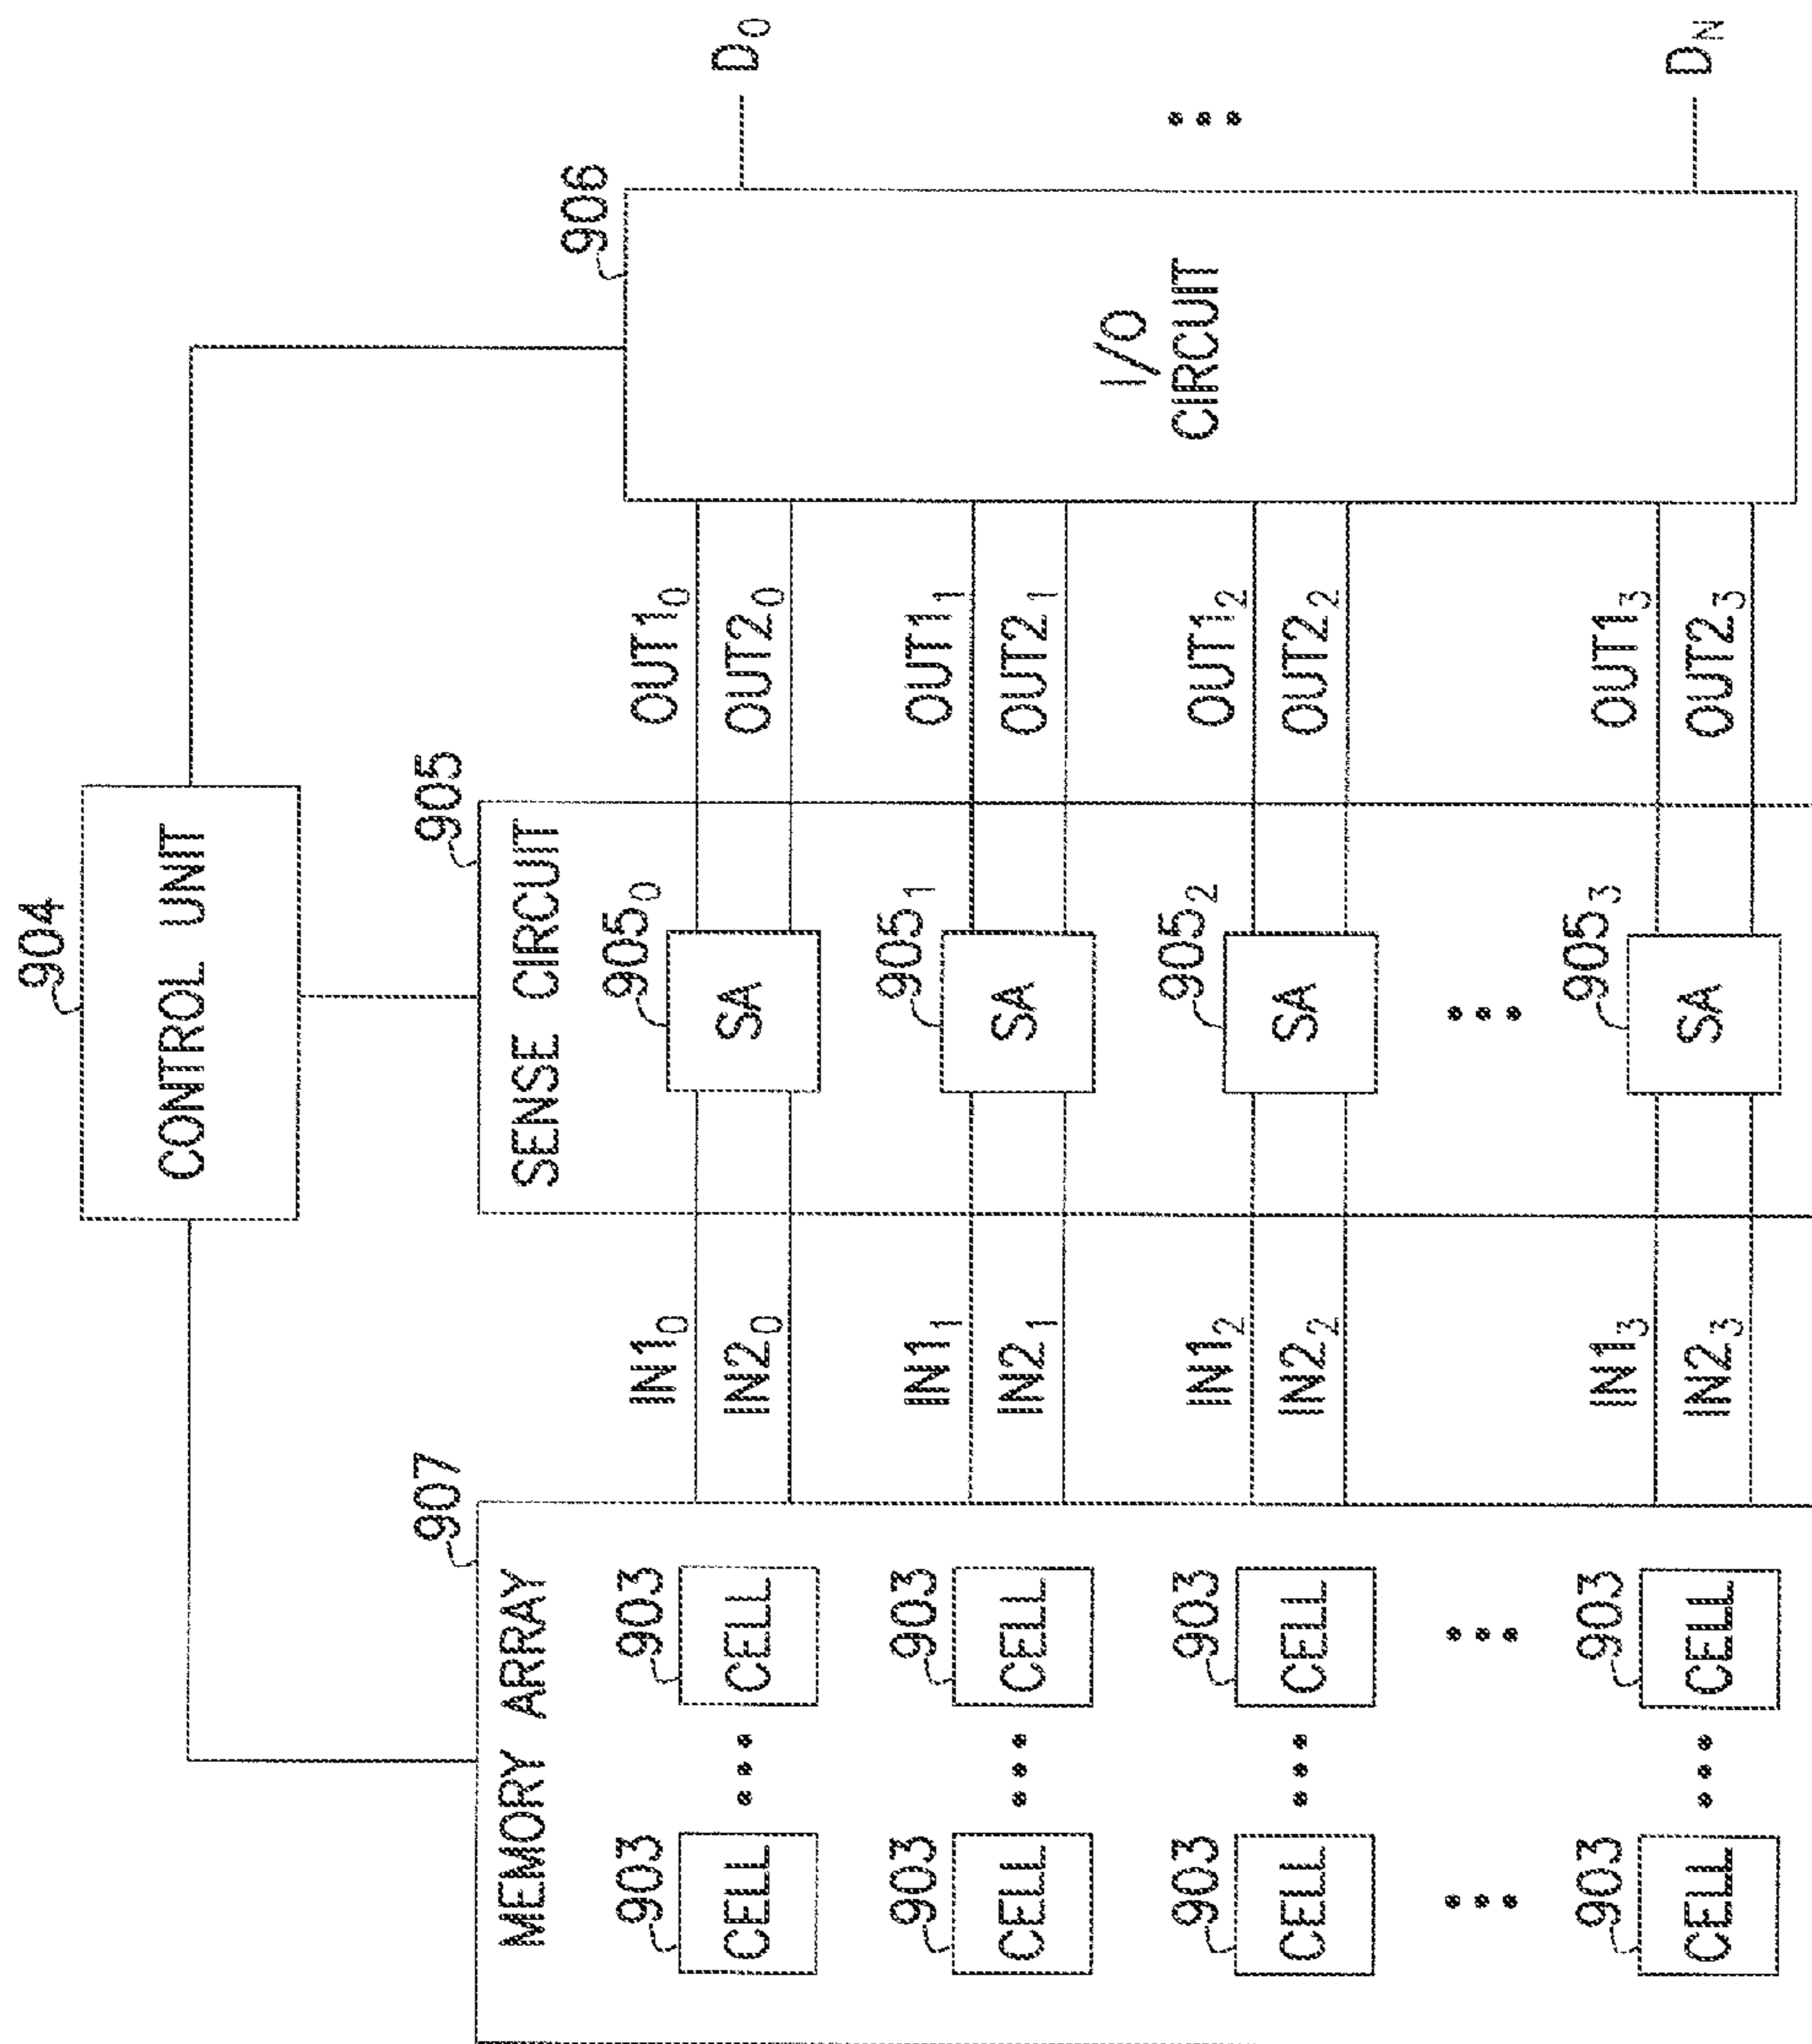 904
CONTROL UNIT
907
MEMORY ARRAY
903 903
CELL ••• CELL
903 903
CELL ••• CELL
903 903
CELL ••• CELL
••• •••
903 903
CELL ••• CELL
IN1₀
IN2₀
IN1₁
IN2₁
IN1₂
IN2₂
IN1₃
IN2₃
905
SENSE CIRCUIT
905₀
SA
905₁
SA
905₂
SA
•••
905₃
SA
OUT1₀
OUT2₀
OUT1₁
OUT2₁
OUT1₂
OUT2₂
OUT1₃
OUT2₃
906
I/O
CIRCUIT
D₀
•••
D_N